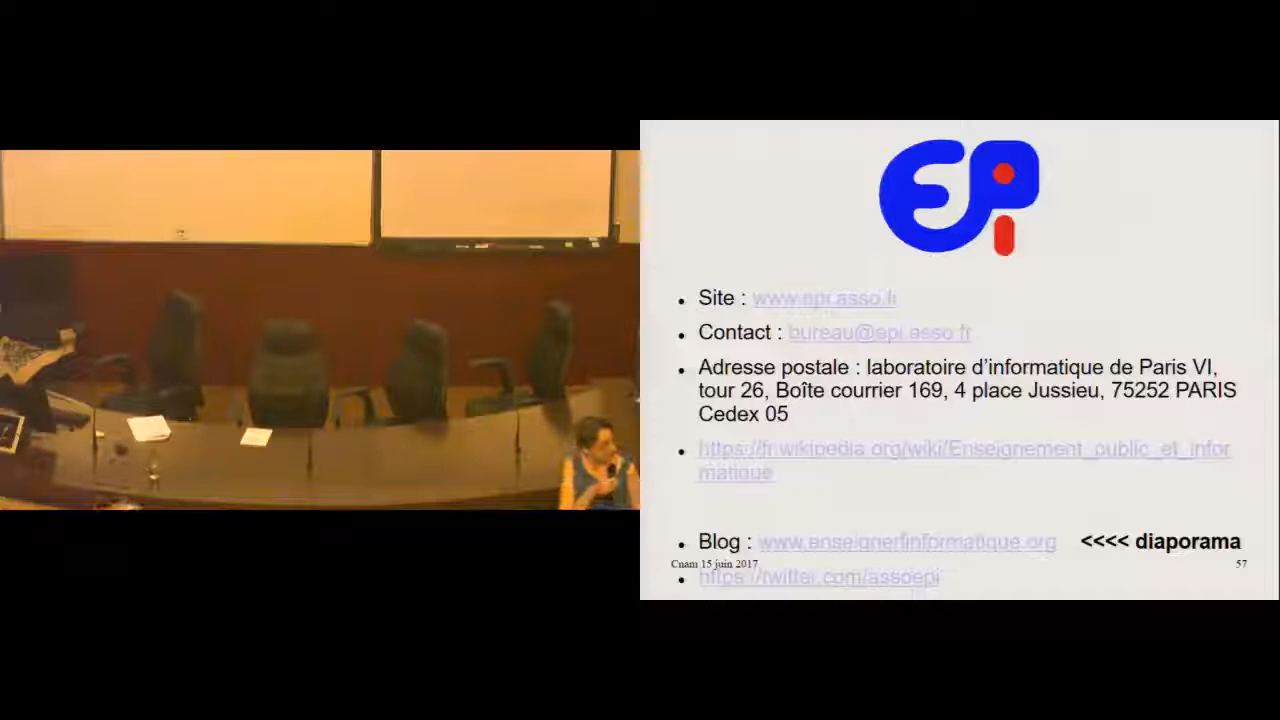 EPI
Site : www.epi.asso.fr
Contact : bureau@epi.asso.fr
Adresse postale : laboratoire d'informatique de Paris VI,
tour 26, Boîte courrier 169, 4 place Jussieu, 75252 PARIS
Cedex 05
https://fr.wikipedia.org/wiki/Enseignement_public_et_infor
matique
Blog : www.enseignerlinformatique.org <<<< diaporama
Cnam 15 juin 2017 57
https://twitter.com/assoepi